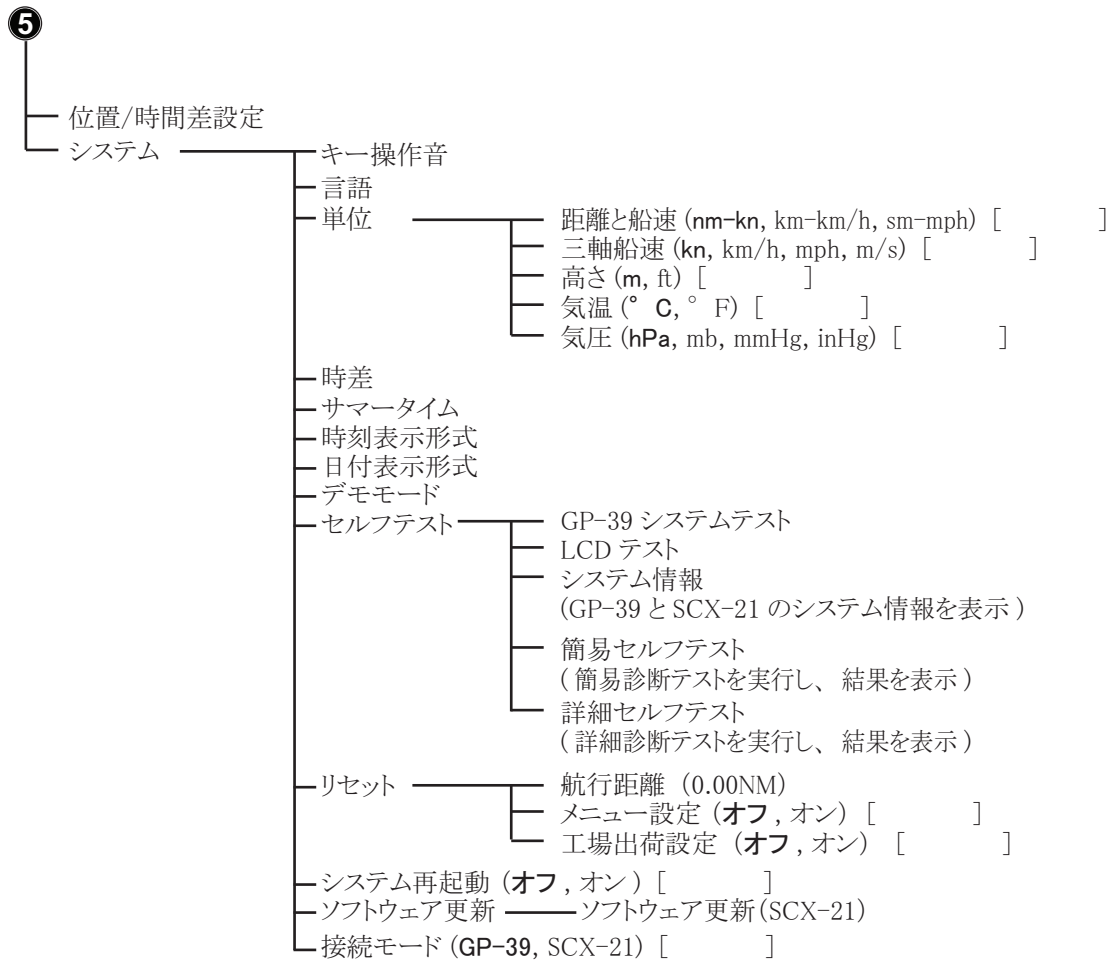 5
位置/時間差設定
システム
キー操作音
言語
単位
距離と船速 (nm-kn, km-km/h, sm-mph) [ ]
三軸船速 (kn, km/h, mph, m/s) [ ]
高さ (m, ft) [ ]
気温 (°C, °F) [ ]
気圧 (hPa, mb, mmHg, inHg) [ ]
時差
サマータイム
時刻表示形式
日付表示形式
デモモード
セルフテスト
GP-39 システムテスト
LCD テスト
システム情報
(GP-39 と SCX-21 のシステム情報を表示)
簡易セルフテスト
(簡易診断テストを実行し、結果を表示)
詳細セルフテスト
(詳細診断テストを実行し、結果を表示)
リセット
航行距離 (0.00NM)
メニュー設定 (オフ, オン) [ ]
工場出荷設定 (オフ, オン) [ ]
システム再起動 (オフ, オン) [ ]
ソフトウェア更新 ソフトウェア更新(SCX-21)
接続モード (GP-39, SCX-21) [ ]